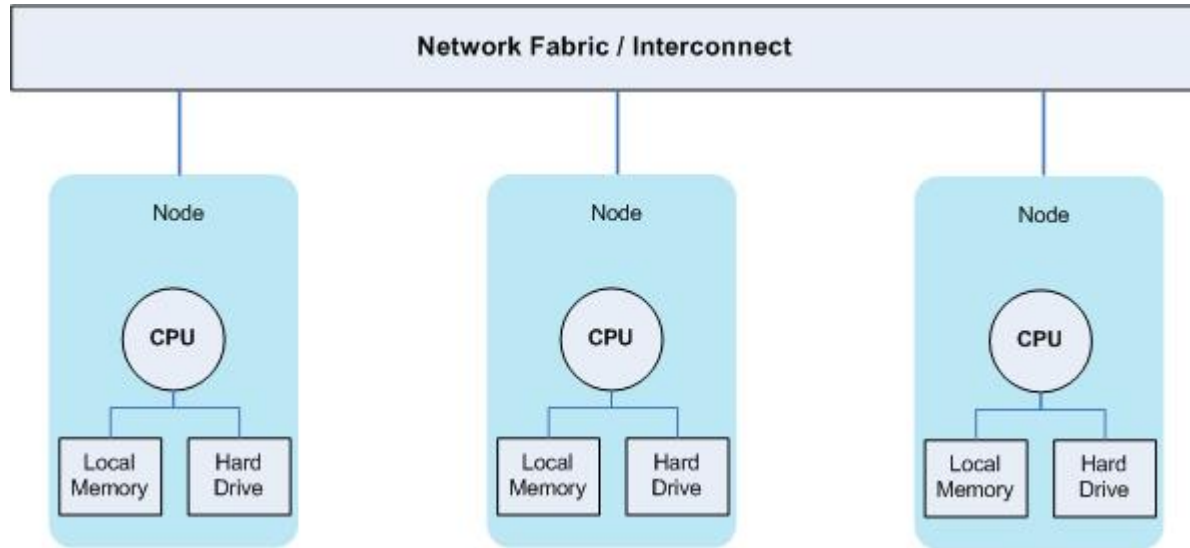 Network Fabric / Interconnect
Node
CPU
Local
Memory
Hard
Drive
Node
CPU
Local
Memory
Hard
Drive
Node
CPU
Local
Memory
Hard
Drive